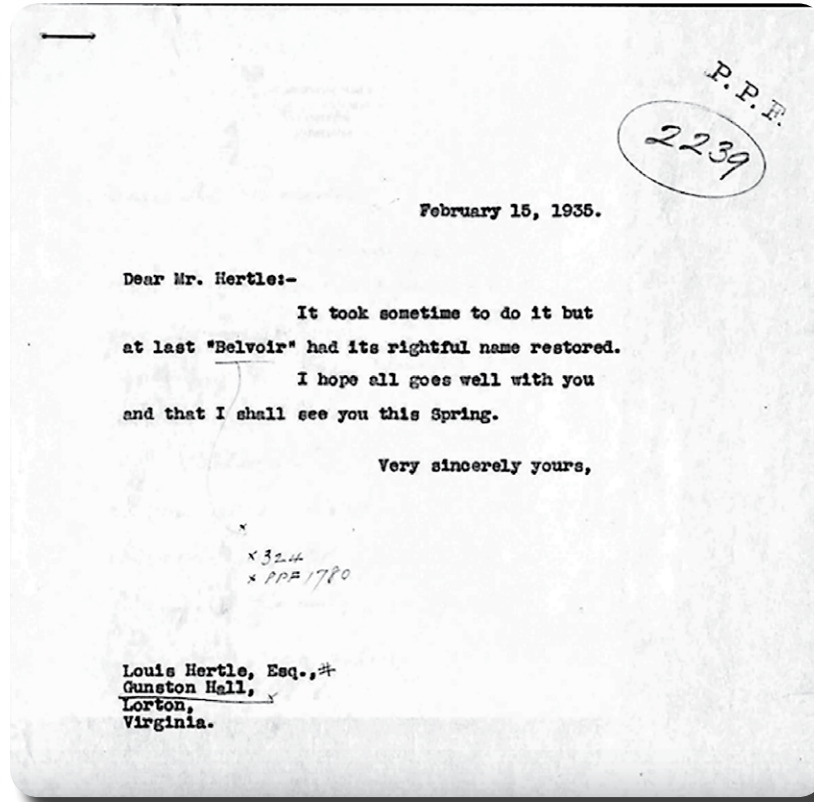 P.P.F.
2239
February 15, 1935.
Dear Mr. Hertle:-
It took sometime to do it but
at last "Belvoir" had its rightful name restored.
I hope all goes well with you
and that I shall see you this Spring.
Very sincerely yours,
x
x 324
x PPF 1780
Louis Hertle, Esq.,#
Gunston Hall, x
Lorton,
Virginia.